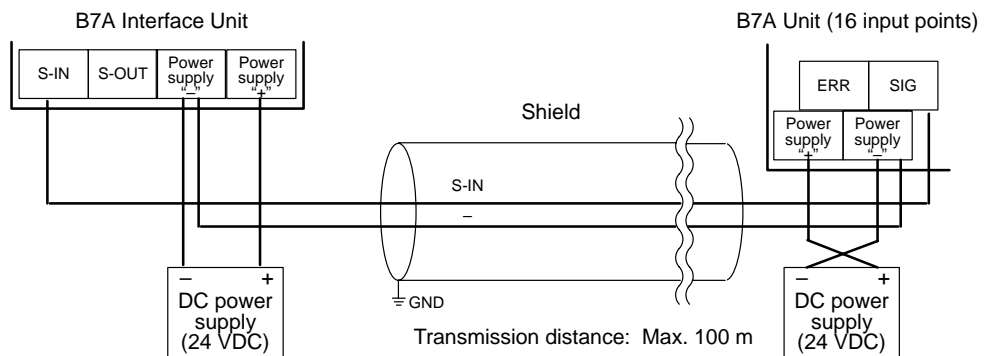 B7A Interface Unit
B7A Unit (16 input points)
S-IN
S-OUT
Power
supply
“–”
Power
supply
“+”
ERR
SIG
Power
supply
“+”
Power
supply
“–”
Shield
S-IN
–
GND
– +
DC power
supply
(24 VDC)
Transmission distance: Max. 100 m
– +
DC power
supply
(24 VDC)